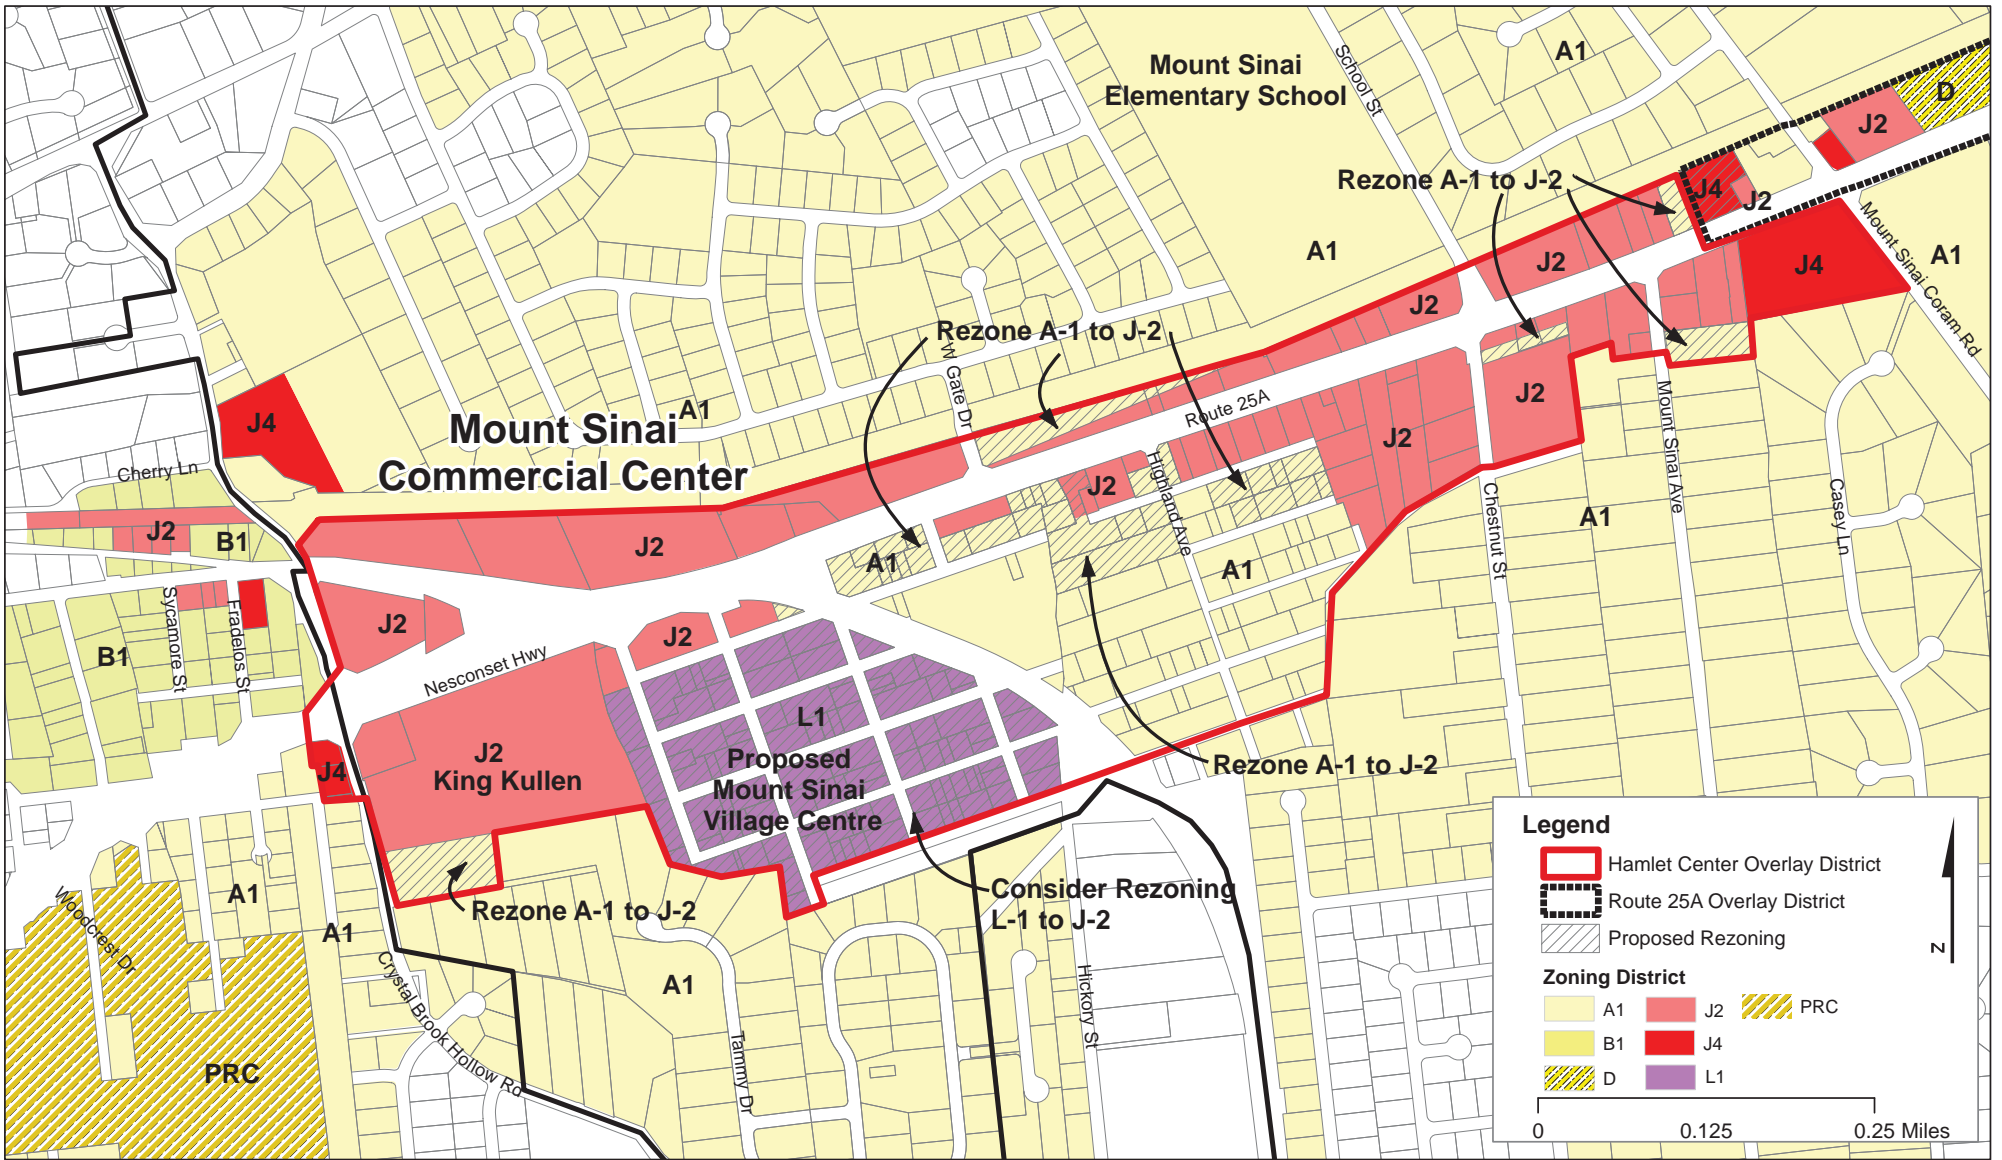 Mount Sinai
Elementary School
A1
School St
D
J2
Rezone A-1 to J-2
J4
J2
A1
J2
J4
A1
Mount Sinai Coram Rd
J2
Rezone A-1 to J-2
W Gate Dr
Route 25A
J4
A1
Mount Sinai
Commercial Center
J2
J2
Mount Sinai Ave
Cherry Ln
J2
B1
J2
J2
Highland Ave
Chestnut St
A1
Casey Ln
A1
A1
Sycamore St
Fradelos St
B1
J2
J2
Nesconset Hwy
L1
J2
King Kullen
J4
Proposed
Mount Sinai
Village Centre
Rezone A-1 to J-2
Consider Rezoning
L-1 to J-2
Rezone A-1 to J-2
A1
A1
Woodcrest Dr
A1
Crystal Brook Hollow Rd
Tammy Dr
Hickory St
PRC
Legend
Hamlet Center Overlay District
Route 25A Overlay District
Proposed Rezoning
Zoning District
A1
J2
PRC
B1
J4
D
L1
N
0
0.125
0.25 Miles